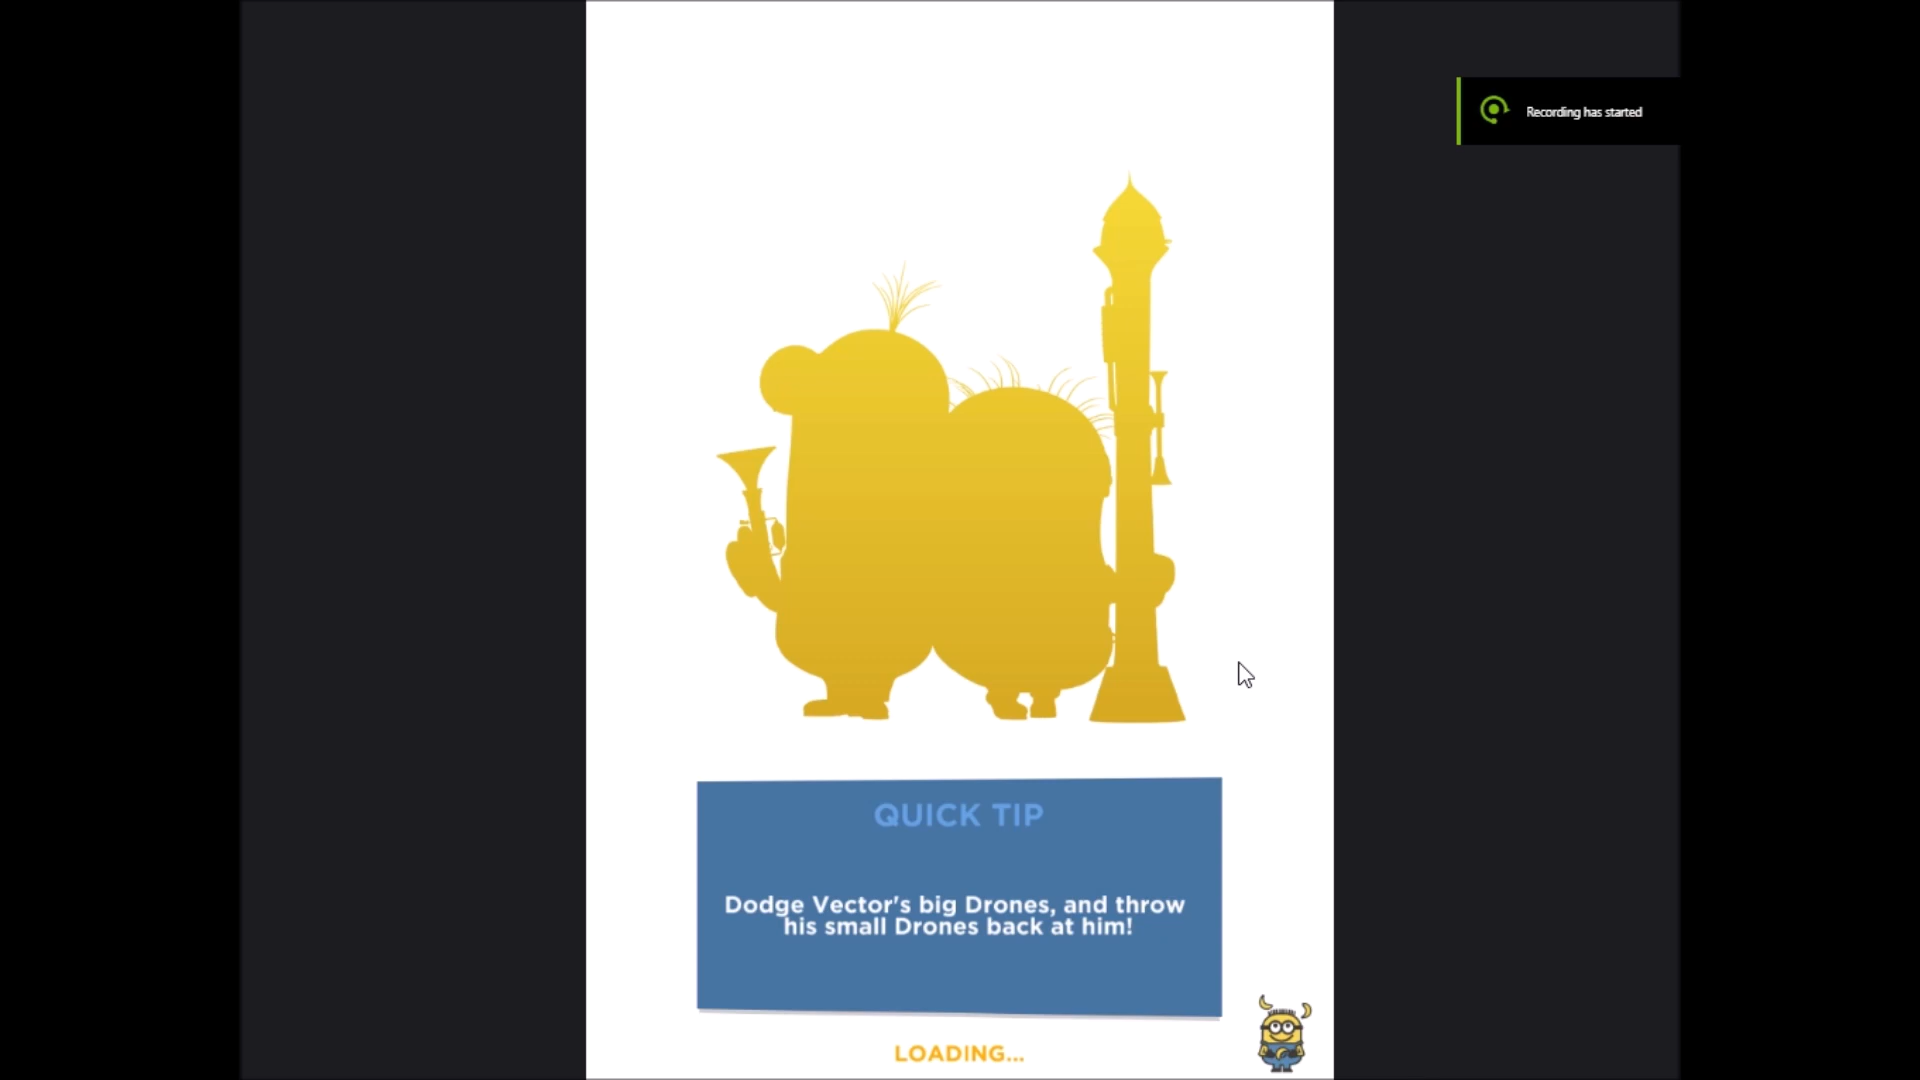 Recording has started
QUICK TIP
Dodge Vector's big Drones, and throw
his small Drones back at him!
LOADING...